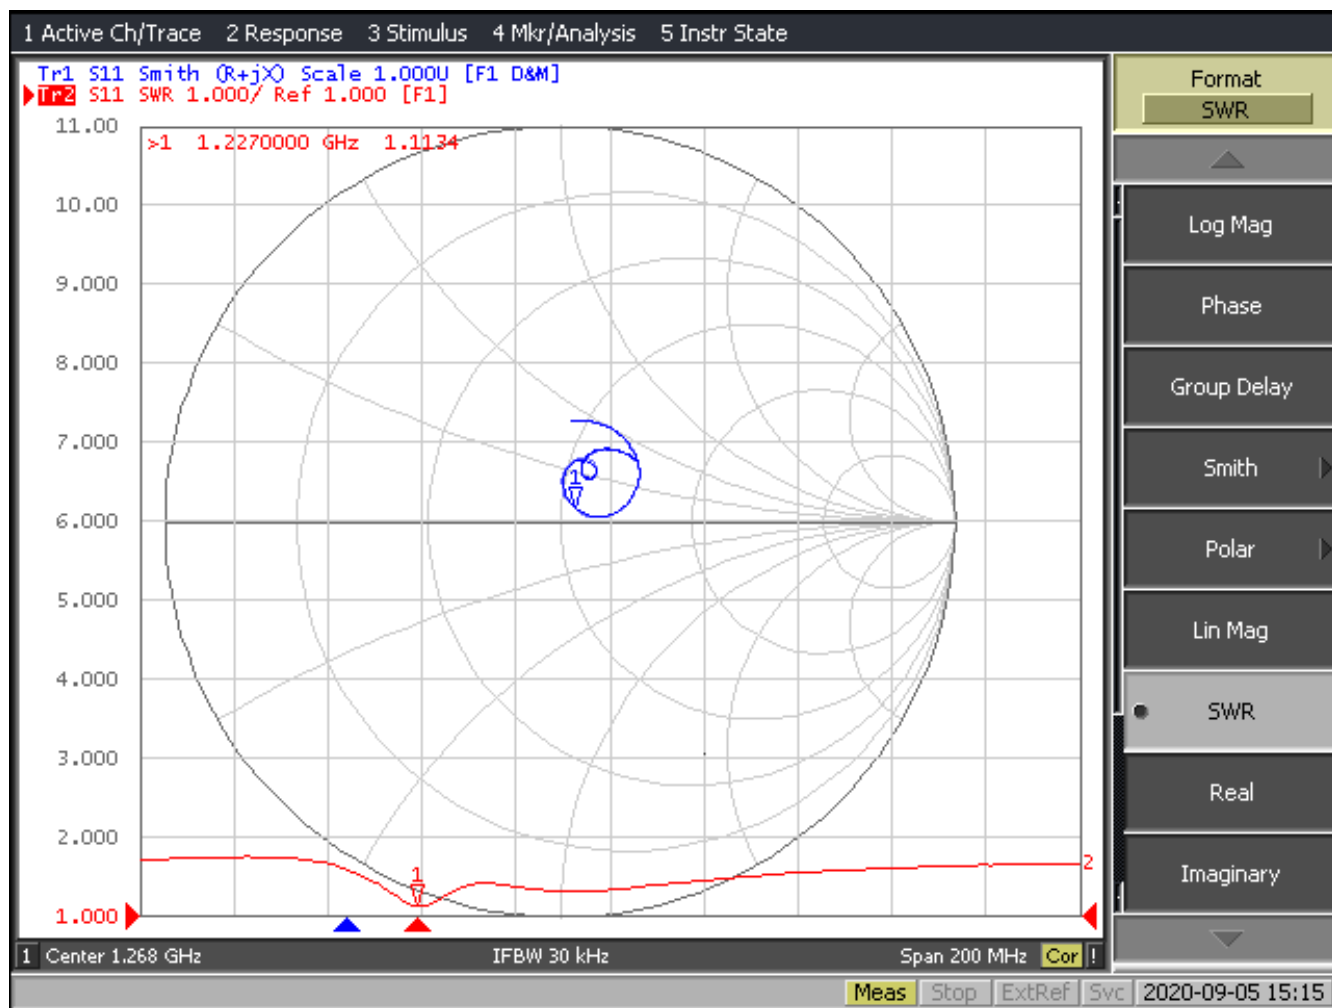 1 Active Ch/Trace 2 Response 3 Stimulus 4 Mkr/Analysis 5 Instr State
Tr1 S11 Smith (R+jX) Scale 1.000U [F1 D&M]
Tr2 S11 SWR 1.000/ Ref 1.000 [F1]
>1 1.2270000 GHz 1.1134
11.00
10.00
9.000
8.000
7.000
6.000
5.000
4.000
3.000
2.000
1.000
1
1
2
1 Center 1.268 GHz IFBW 30 kHz Span 200 MHz Cor !
Format
SWR
Log Mag
Phase
Group Delay
Smith
Polar
Lin Mag
SWR
Real
Imaginary
Meas Stop ExtRef Svc 2020-09-05 15:15